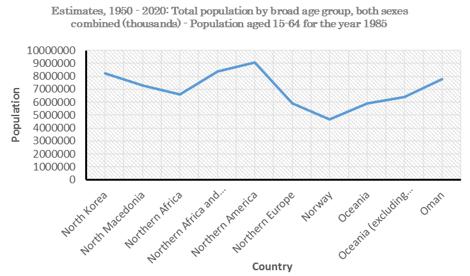 Estimates, 1950 - 2020: Total population by broad age group, both sexes
combined (thousands) - Population aged 15-64 for the year 1985
10000000
9000000
8000000
7000000
6000000
5000000
4000000
3000000
2000000
1000000
0
Population
North Korea
North Macedonia
Northern Africa
Northern Africa and...
Northern America
Northern Europe
Norway
Oceania
Oceania (excluding...
Oman
Country